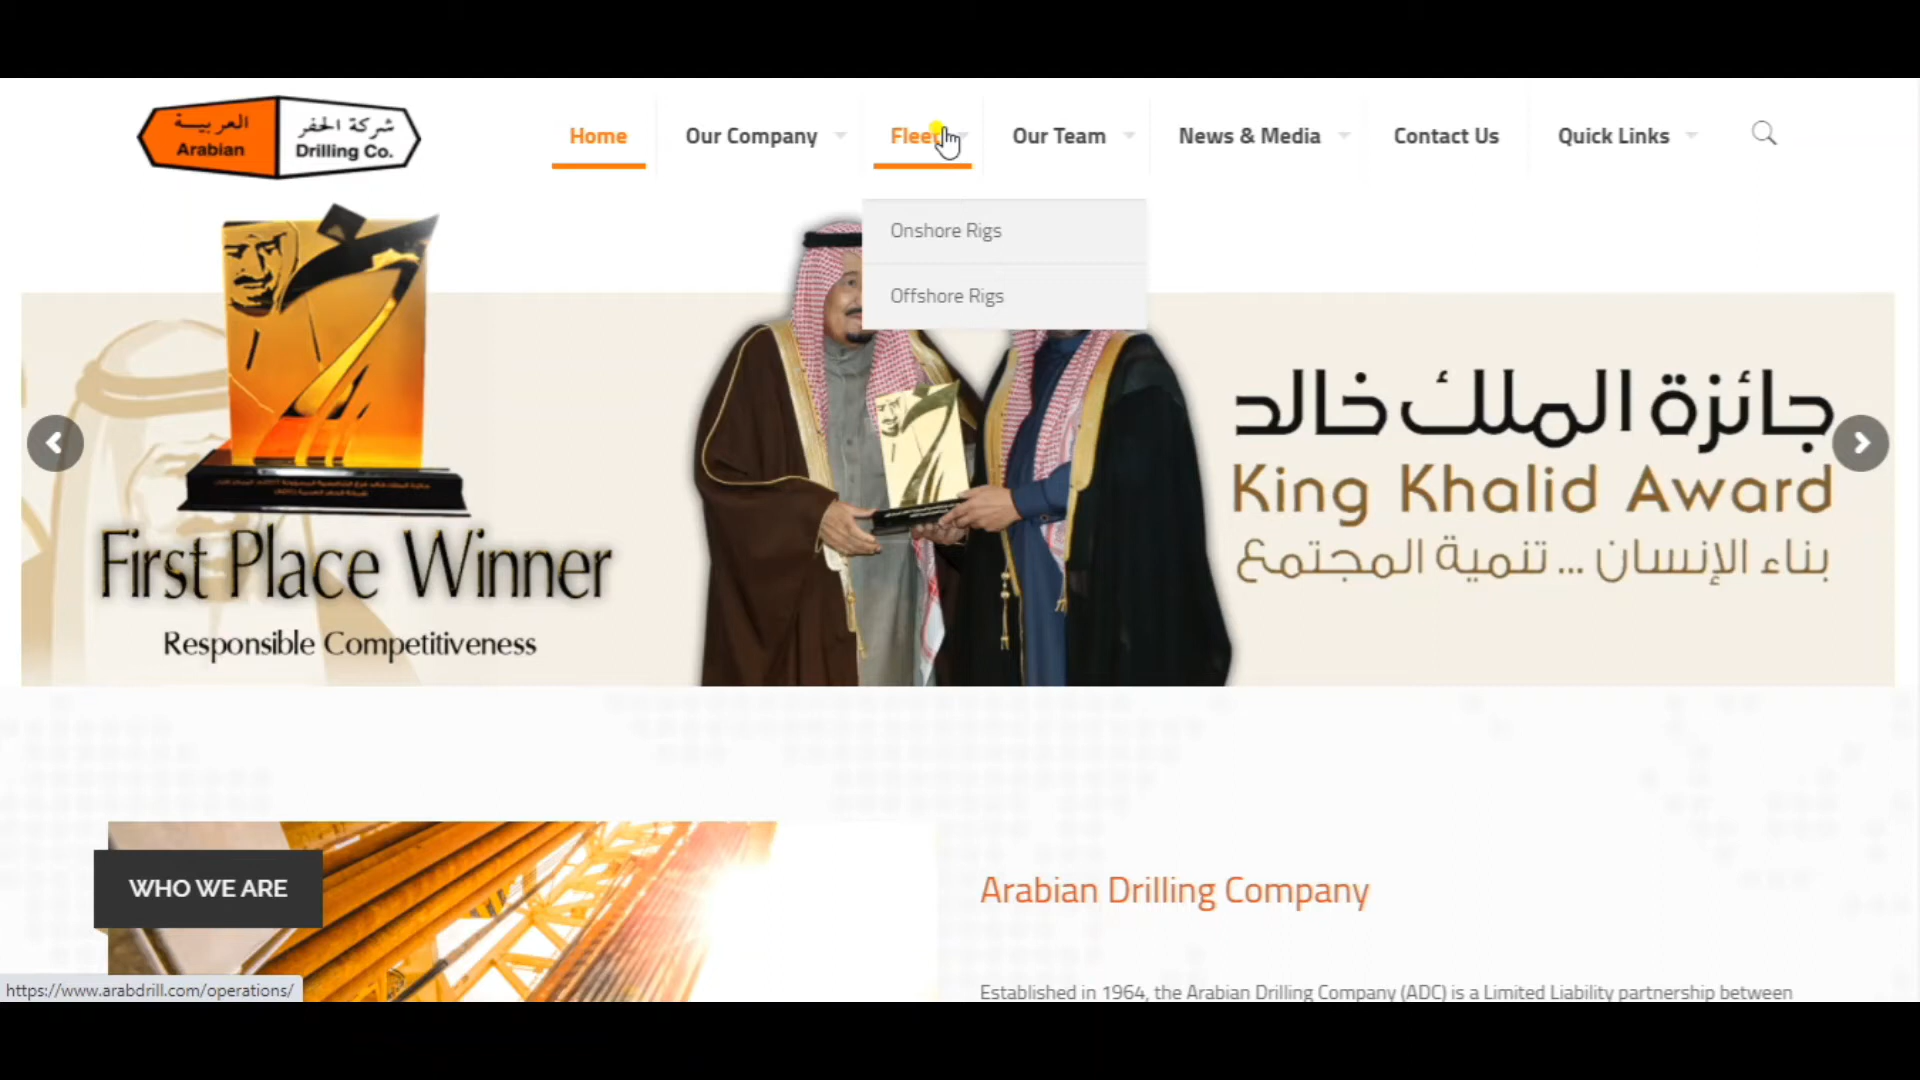 العربية
Arabian
شركة الحفر
Drilling Co.
Home
Our Company
Fleet
Our Team
News & Media
Contact Us
Quick Links
Onshore Rigs
Offshore Rigs
First Place Winner
Responsible Competitiveness
جائزة الملك خالد
King Khalid Award
بناء الإنسان ... تنمية المجتمع
WHO WE ARE
Arabian Drilling Company
Established in 1964, the Arabian Drilling Company (ADC) is a Limited Liability partnership between
https://www.arabdrill.com/operations/